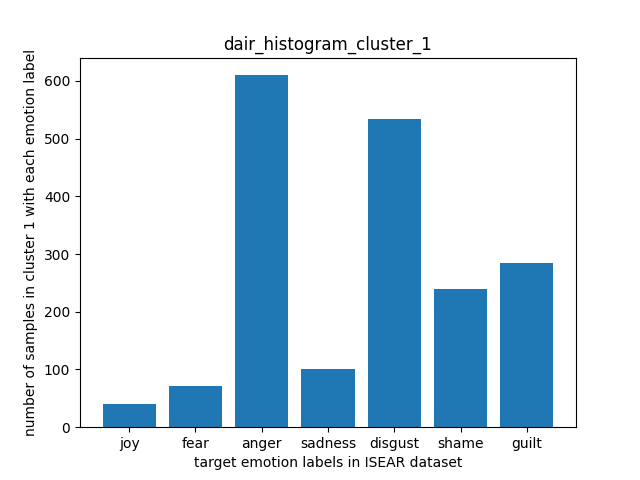 dair_histogram_cluster_1
number of samples in cluster 1 with each emotion label
600
500
400
300
200
100
0
joy fear anger sadness disgust shame guilt
target emotion labels in ISEAR dataset